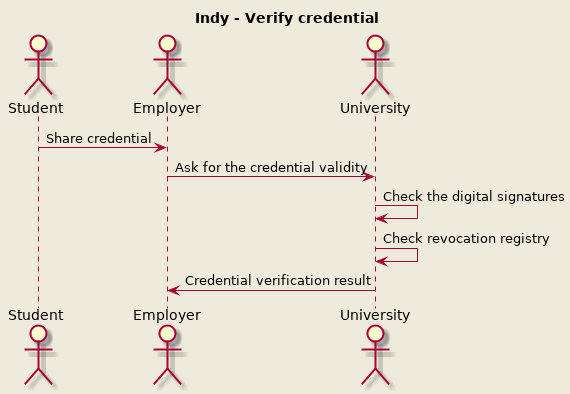 Indy - Verify credential
Student Employer University
Share credential
Ask for the credential validity
Check the digital signatures
Check revocation registry
Credential verification result
Student Employer University